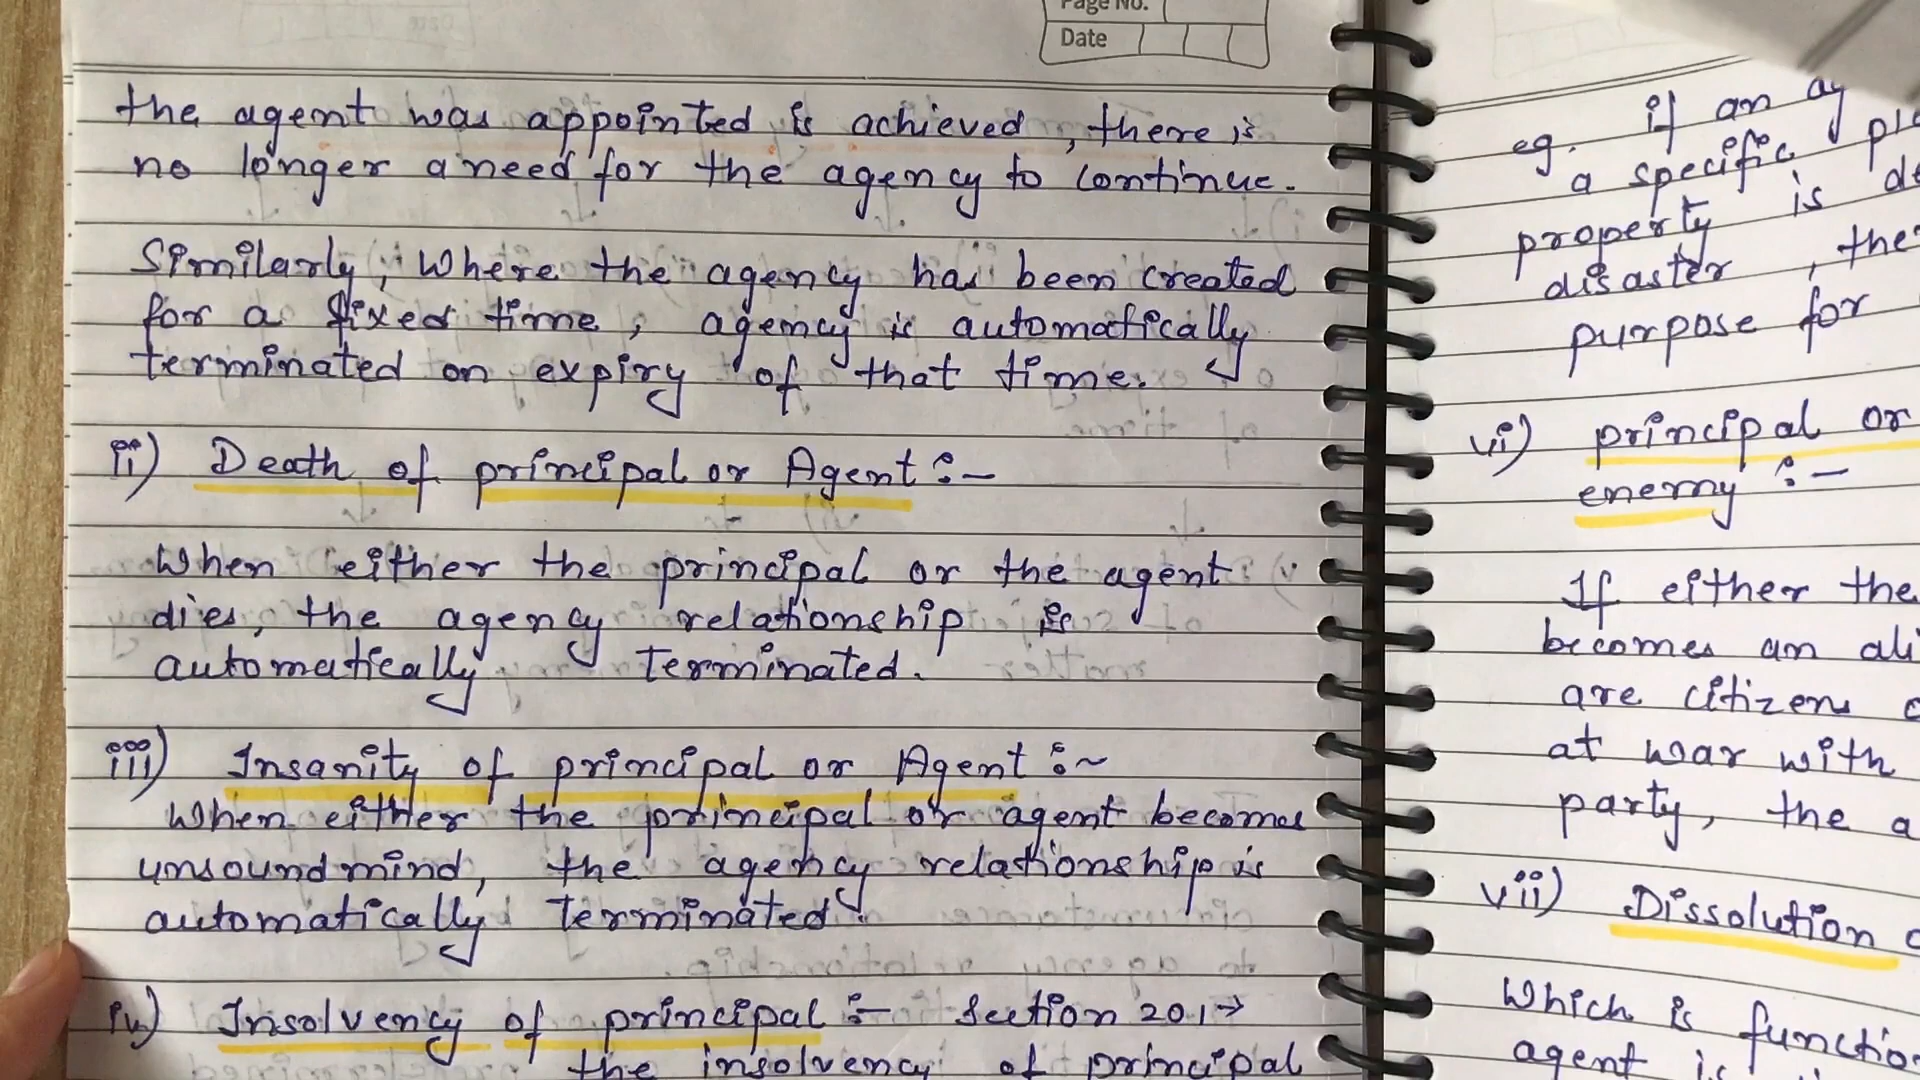 Page No.
Date
the agent was appointed is achieved, there is
no longer a need for the agency to continue.
Similarly, Where the agency has been created
for a fixed time, agency is automatically
terminated on expiry of that time.
ii) Death of principal or Agent :-
When either the principal or the agent
dies, the agency relationship is
automatically terminated.
iii) Insanity of principal or Agent :~
When either the principal or agent becomes
unsound mind, the agency relationship is
automatically terminated.
iv) Insolvency of principal :- Section 201→
the insolvency of principal
eg. if an ag
a specific
property is
disaster, the
purpose for
vi) principal or
enemy :-
If either the
becomes an ali
are citizens
at war with
party, the a
vii) Dissolution
Which is functio
agent is